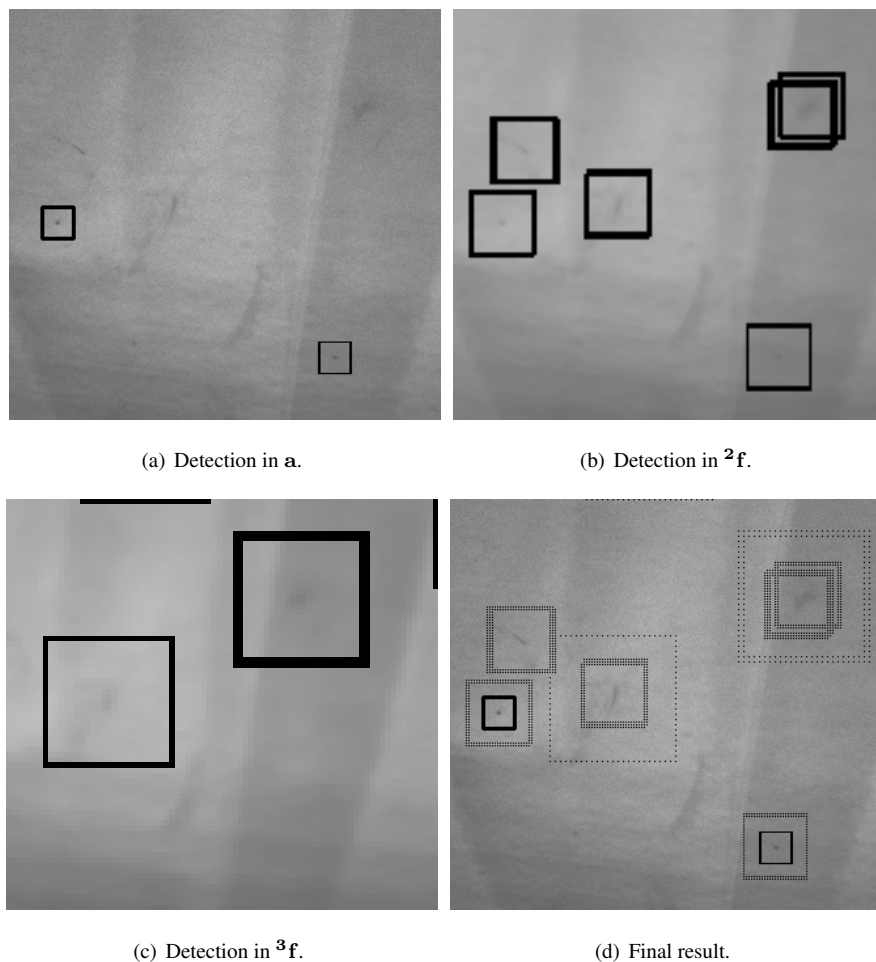 (a) Detection in a.
(b) Detection in ²f.
(c) Detection in ³f.
(d) Final result.